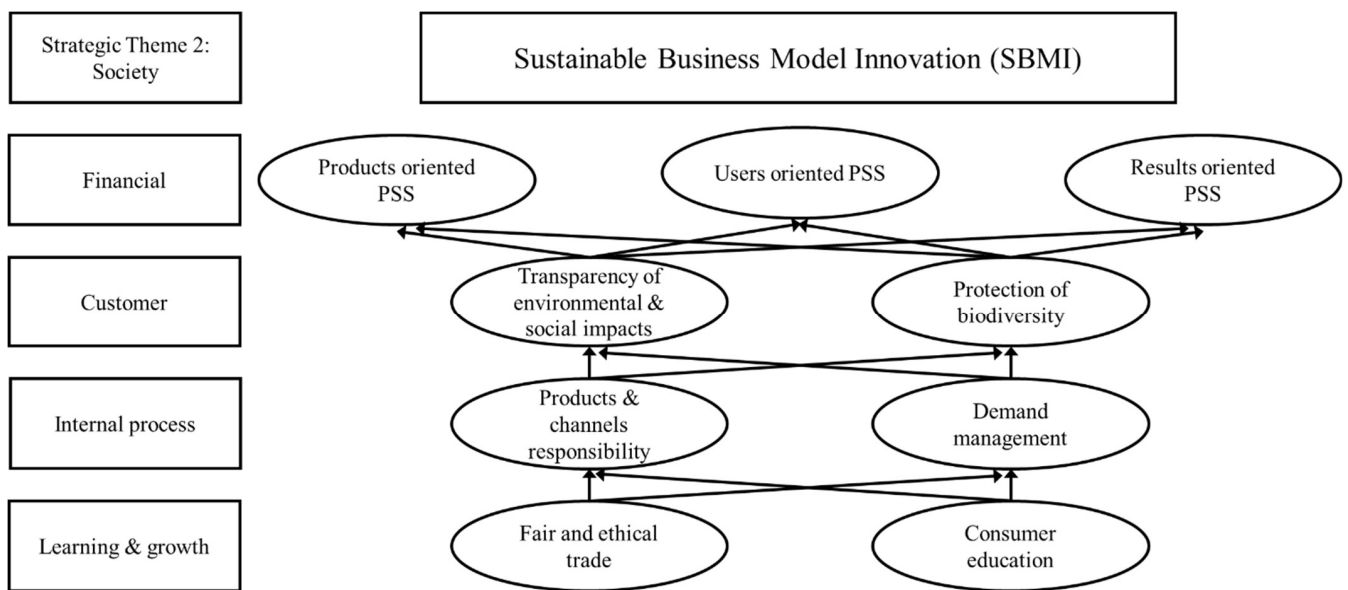 Strategic Theme 2:
Society
Sustainable Business Model Innovation (SBMI)
Financial
Products oriented
PSS
Users oriented PSS
Results oriented
PSS
Customer
Transparency of
environmental &
social impacts
Protection of
biodiversity
Internal process
Products &
channels
responsibility
Demand
management
Learning & growth
Fair and ethical
trade
Consumer
education